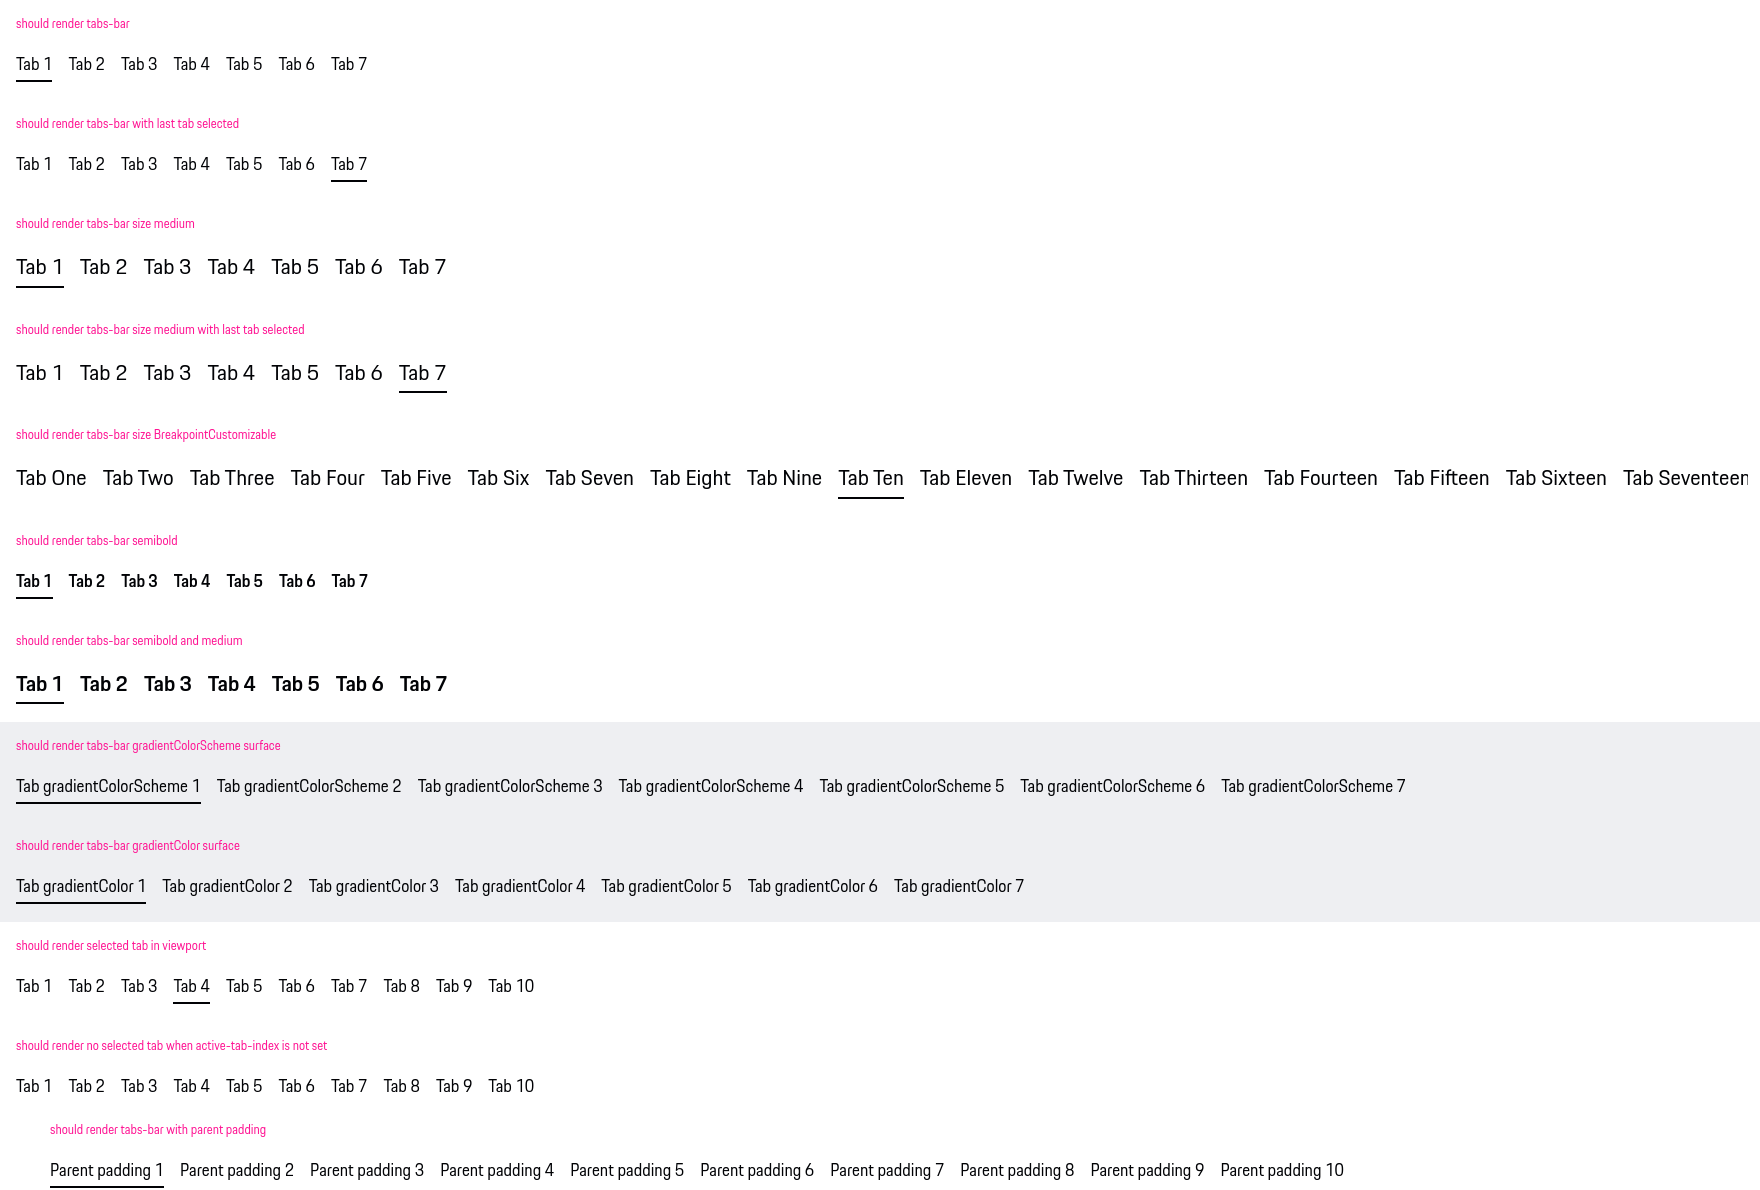 should render tabs-bar
Tab 1 Tab 2 Tab 3 Tab 4 Tab 5 Tab 6 Tab 7
should render tabs-bar with last tab selected
Tab 1 Tab 2 Tab 3 Tab 4 Tab 5 Tab 6 Tab 7
should render tabs-bar size medium
Tab 1 Tab 2 Tab 3 Tab 4 Tab 5 Tab 6 Tab 7
should render tabs-bar size medium with last tab selected
Tab 1 Tab 2 Tab 3 Tab 4 Tab 5 Tab 6 Tab 7
should render tabs-bar size BreakpointCustomizable
Tab One Tab Two Tab Three Tab Four Tab Five Tab Six Tab Seven Tab Eight Tab Nine Tab Ten Tab Eleven Tab Twelve Tab Thirteen Tab Fourteen Tab Fifteen Tab Sixteen Tab Seventeen
should render tabs-bar semibold
Tab 1 Tab 2 Tab 3 Tab 4 Tab 5 Tab 6 Tab 7
should render tabs-bar semibold and medium
Tab 1 Tab 2 Tab 3 Tab 4 Tab 5 Tab 6 Tab 7
should render tabs-bar gradientColorScheme surface
Tab gradientColorScheme 1 Tab gradientColorScheme 2 Tab gradientColorScheme 3 Tab gradientColorScheme 4 Tab gradientColorScheme 5 Tab gradientColorScheme 6 Tab gradientColorScheme 7
should render tabs-bar gradientColor surface
Tab gradientColor 1 Tab gradientColor 2 Tab gradientColor 3 Tab gradientColor 4 Tab gradientColor 5 Tab gradientColor 6 Tab gradientColor 7
should render selected tab in viewport
Tab 1 Tab 2 Tab 3 Tab 4 Tab 5 Tab 6 Tab 7 Tab 8 Tab 9 Tab 10
should render no selected tab when active-tab-index is not set
Tab 1 Tab 2 Tab 3 Tab 4 Tab 5 Tab 6 Tab 7 Tab 8 Tab 9 Tab 10
should render tabs-bar with parent padding
Parent padding 1 Parent padding 2 Parent padding 3 Parent padding 4 Parent padding 5 Parent padding 6 Parent padding 7 Parent padding 8 Parent padding 9 Parent padding 10